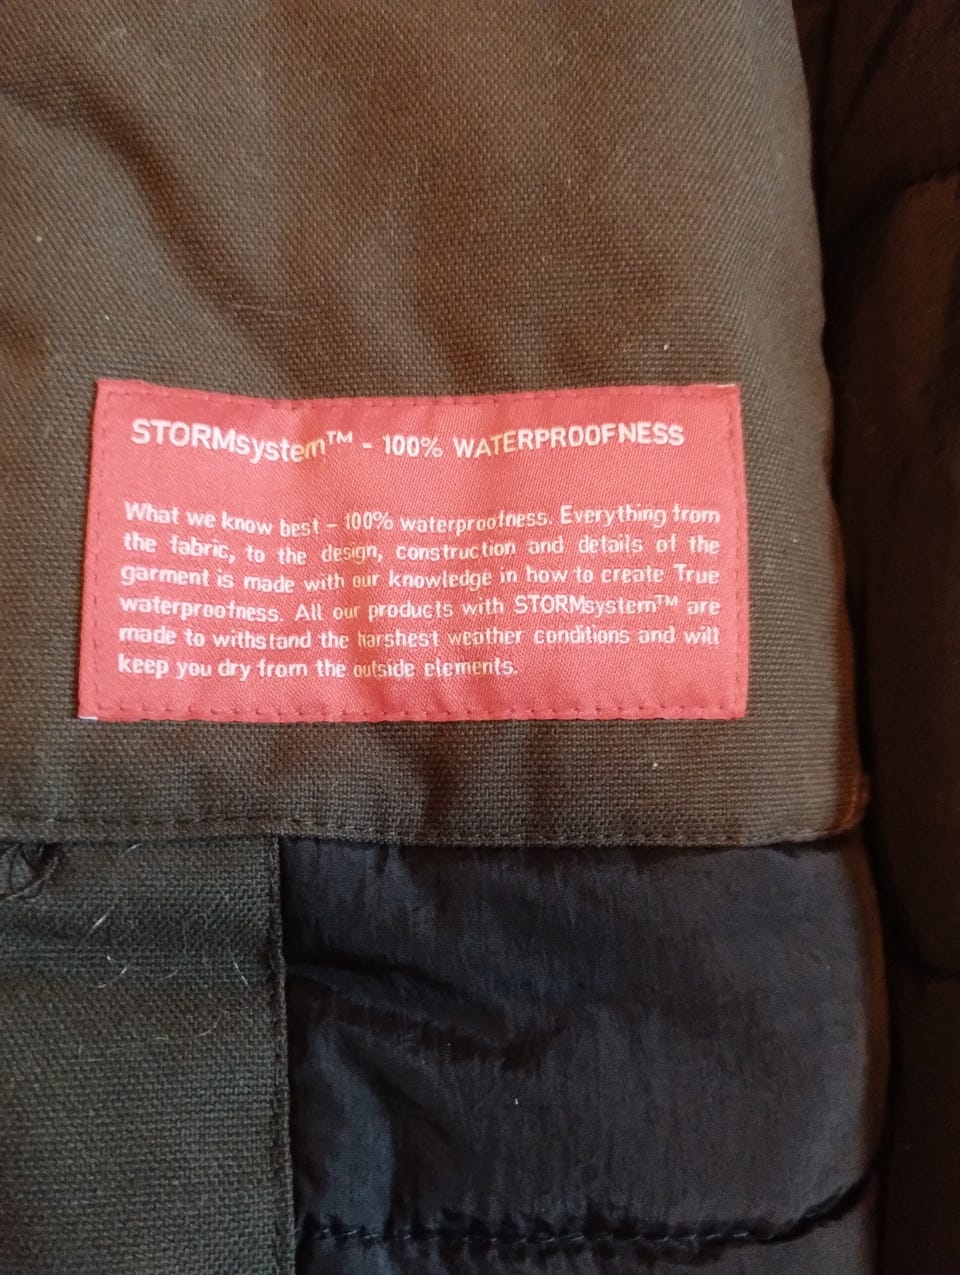 STORMsystem™ - 100% WATERPROOFNESS
What we know best - 100% waterproofness. Everything from
the fabric, to the design, construction and details of the
garment is made with our knowledge in how to create True
waterproofness. All our products with STORMsystem™ are
made to withstand the harshest weather conditions and will
keep you dry from the outside elements.